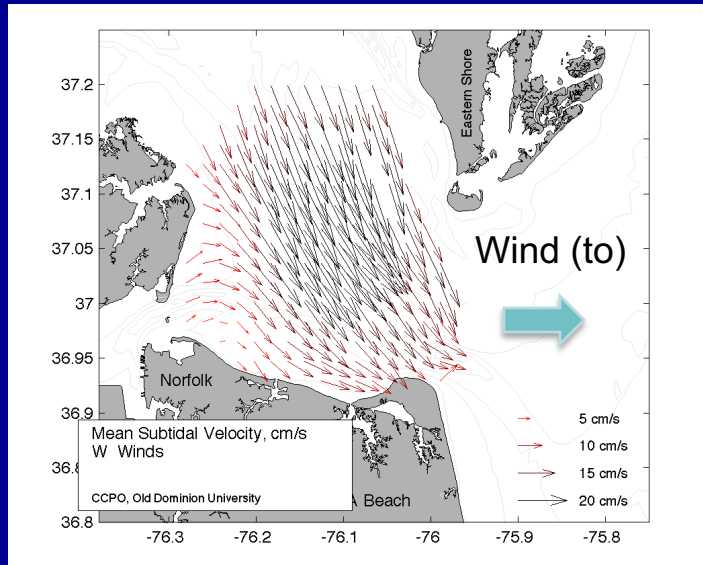 37.2
37.15
37.1
37.05
37
36.95
36.9
36.8
36.8
Eastern Shore
Wind (to)
Norfolk
Mean Subtidal Velocity, cm/s
W Winds
CCPO, Old Dominion University
A Beach
5 cm/s
10 cm/s
15 cm/s
20 cm/s
-76.3
-76.2
-76.1
-76
-75.9
-75.8